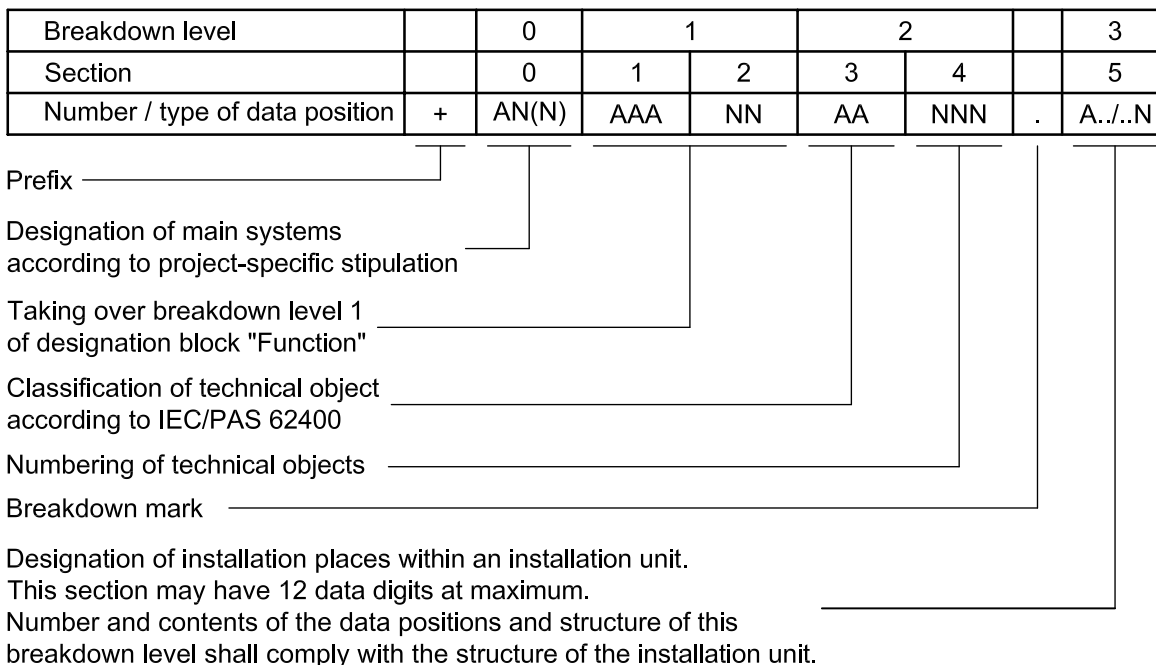 Breakdown level 0 1 2 3
Section 0 1 2 3 4 5
Number / type of data position + AN(N) AAA NN AA NNN . A../..N
Prefix
Designation of main systems
according to project-specific stipulation
Taking over breakdown level 1
of designation block "Function"
Classification of technical object
according to IEC/PAS 62400
Numbering of technical objects
Breakdown mark
Designation of installation places within an installation unit.
This section may have 12 data digits at maximum.
Number and contents of the data positions and structure of this
breakdown level shall comply with the structure of the installation unit.